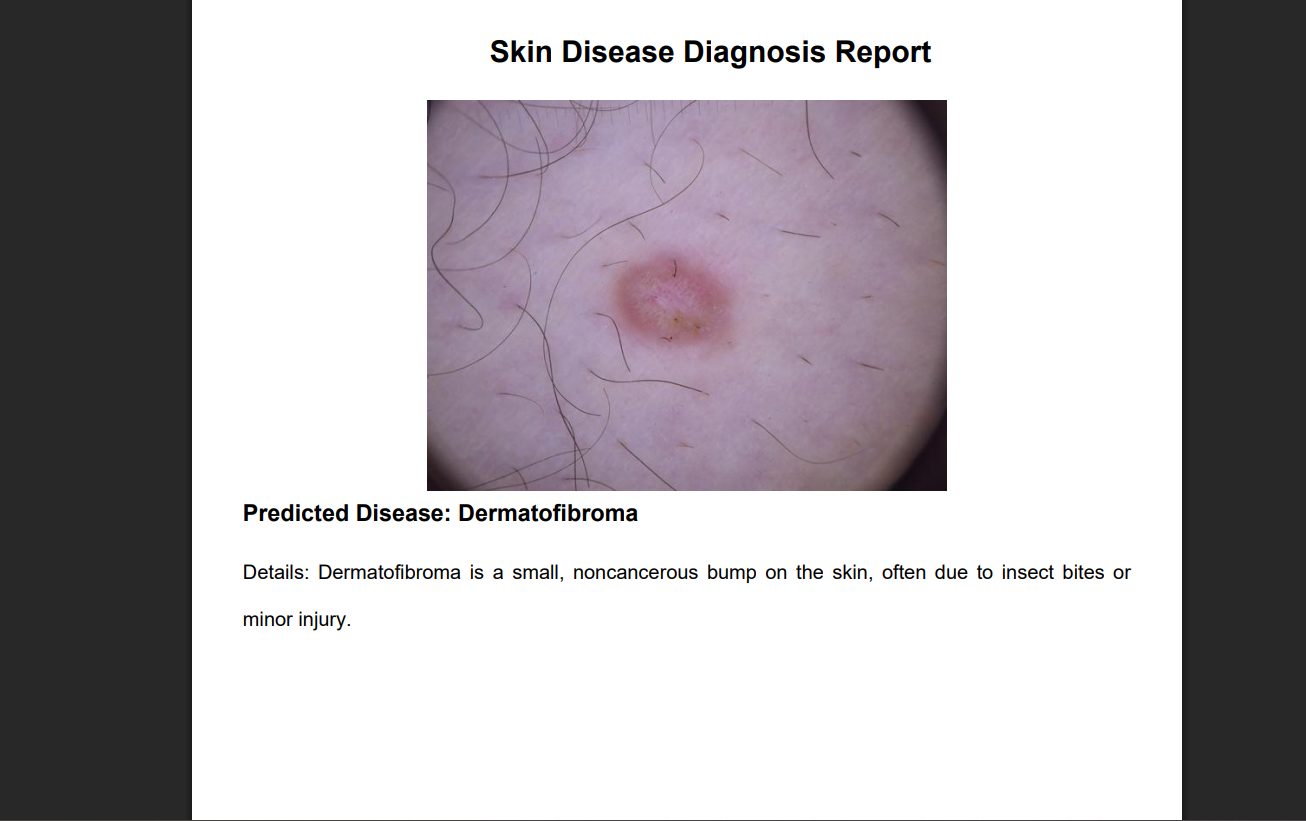 Skin Disease Diagnosis Report
Predicted Disease: Dermatofibroma
Details: Dermatofibroma is a small, noncancerous bump on the skin, often due to insect bites or
minor injury.